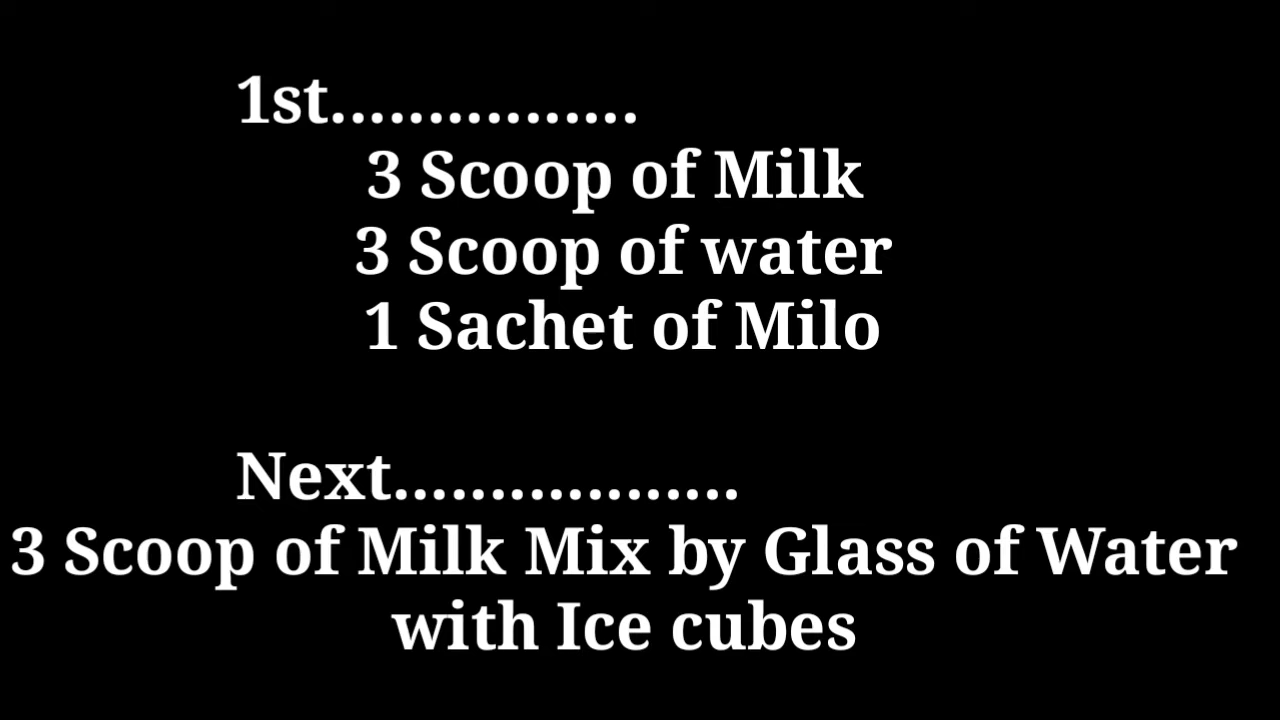 1st................
3 Scoop of Milk
3 Scoop of water
1 Sachet of Milo
Next..................
3 Scoop of Milk Mix by Glass of Water
with Ice cubes